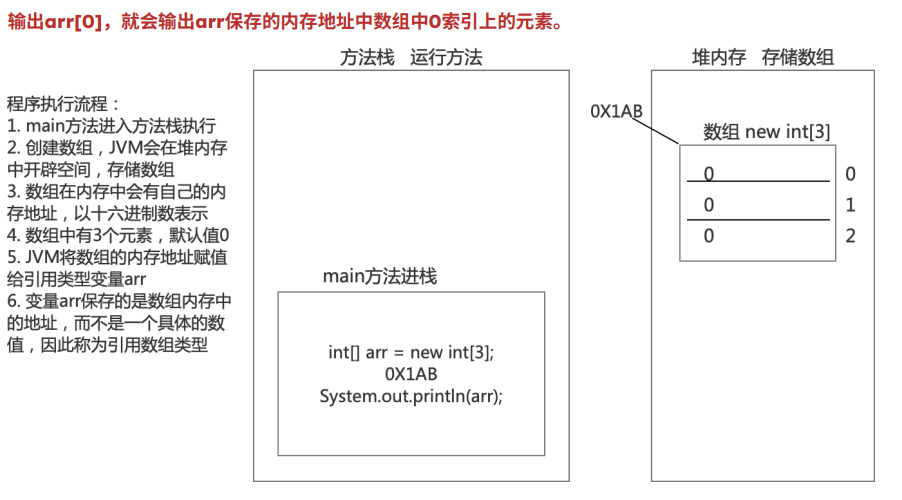 输出arr[0]，就会输出arr保存的内存地址中数组中0索引上的元素。
方法栈 运行方法
堆内存 存储数组
程序执行流程：
1. main方法进入方法栈执行
2. 创建数组，JVM会在堆内存
中开辟空间，存储数组
3. 数组在内存中会有自己的内
存地址，以十六进制数表示
4. 数组中有3个元素，默认值0
5. JVM将数组的内存地址赋值
给引用类型变量arr
6. 变量arr保存的是数组内存中
的地址，而不是一个具体的数
值，因此称为引用数组类型
main方法进栈
int[] arr = new int[3];
0X1AB
System.out.println(arr);
0X1AB
数组 new int[3]
0 0
0 1
0 2